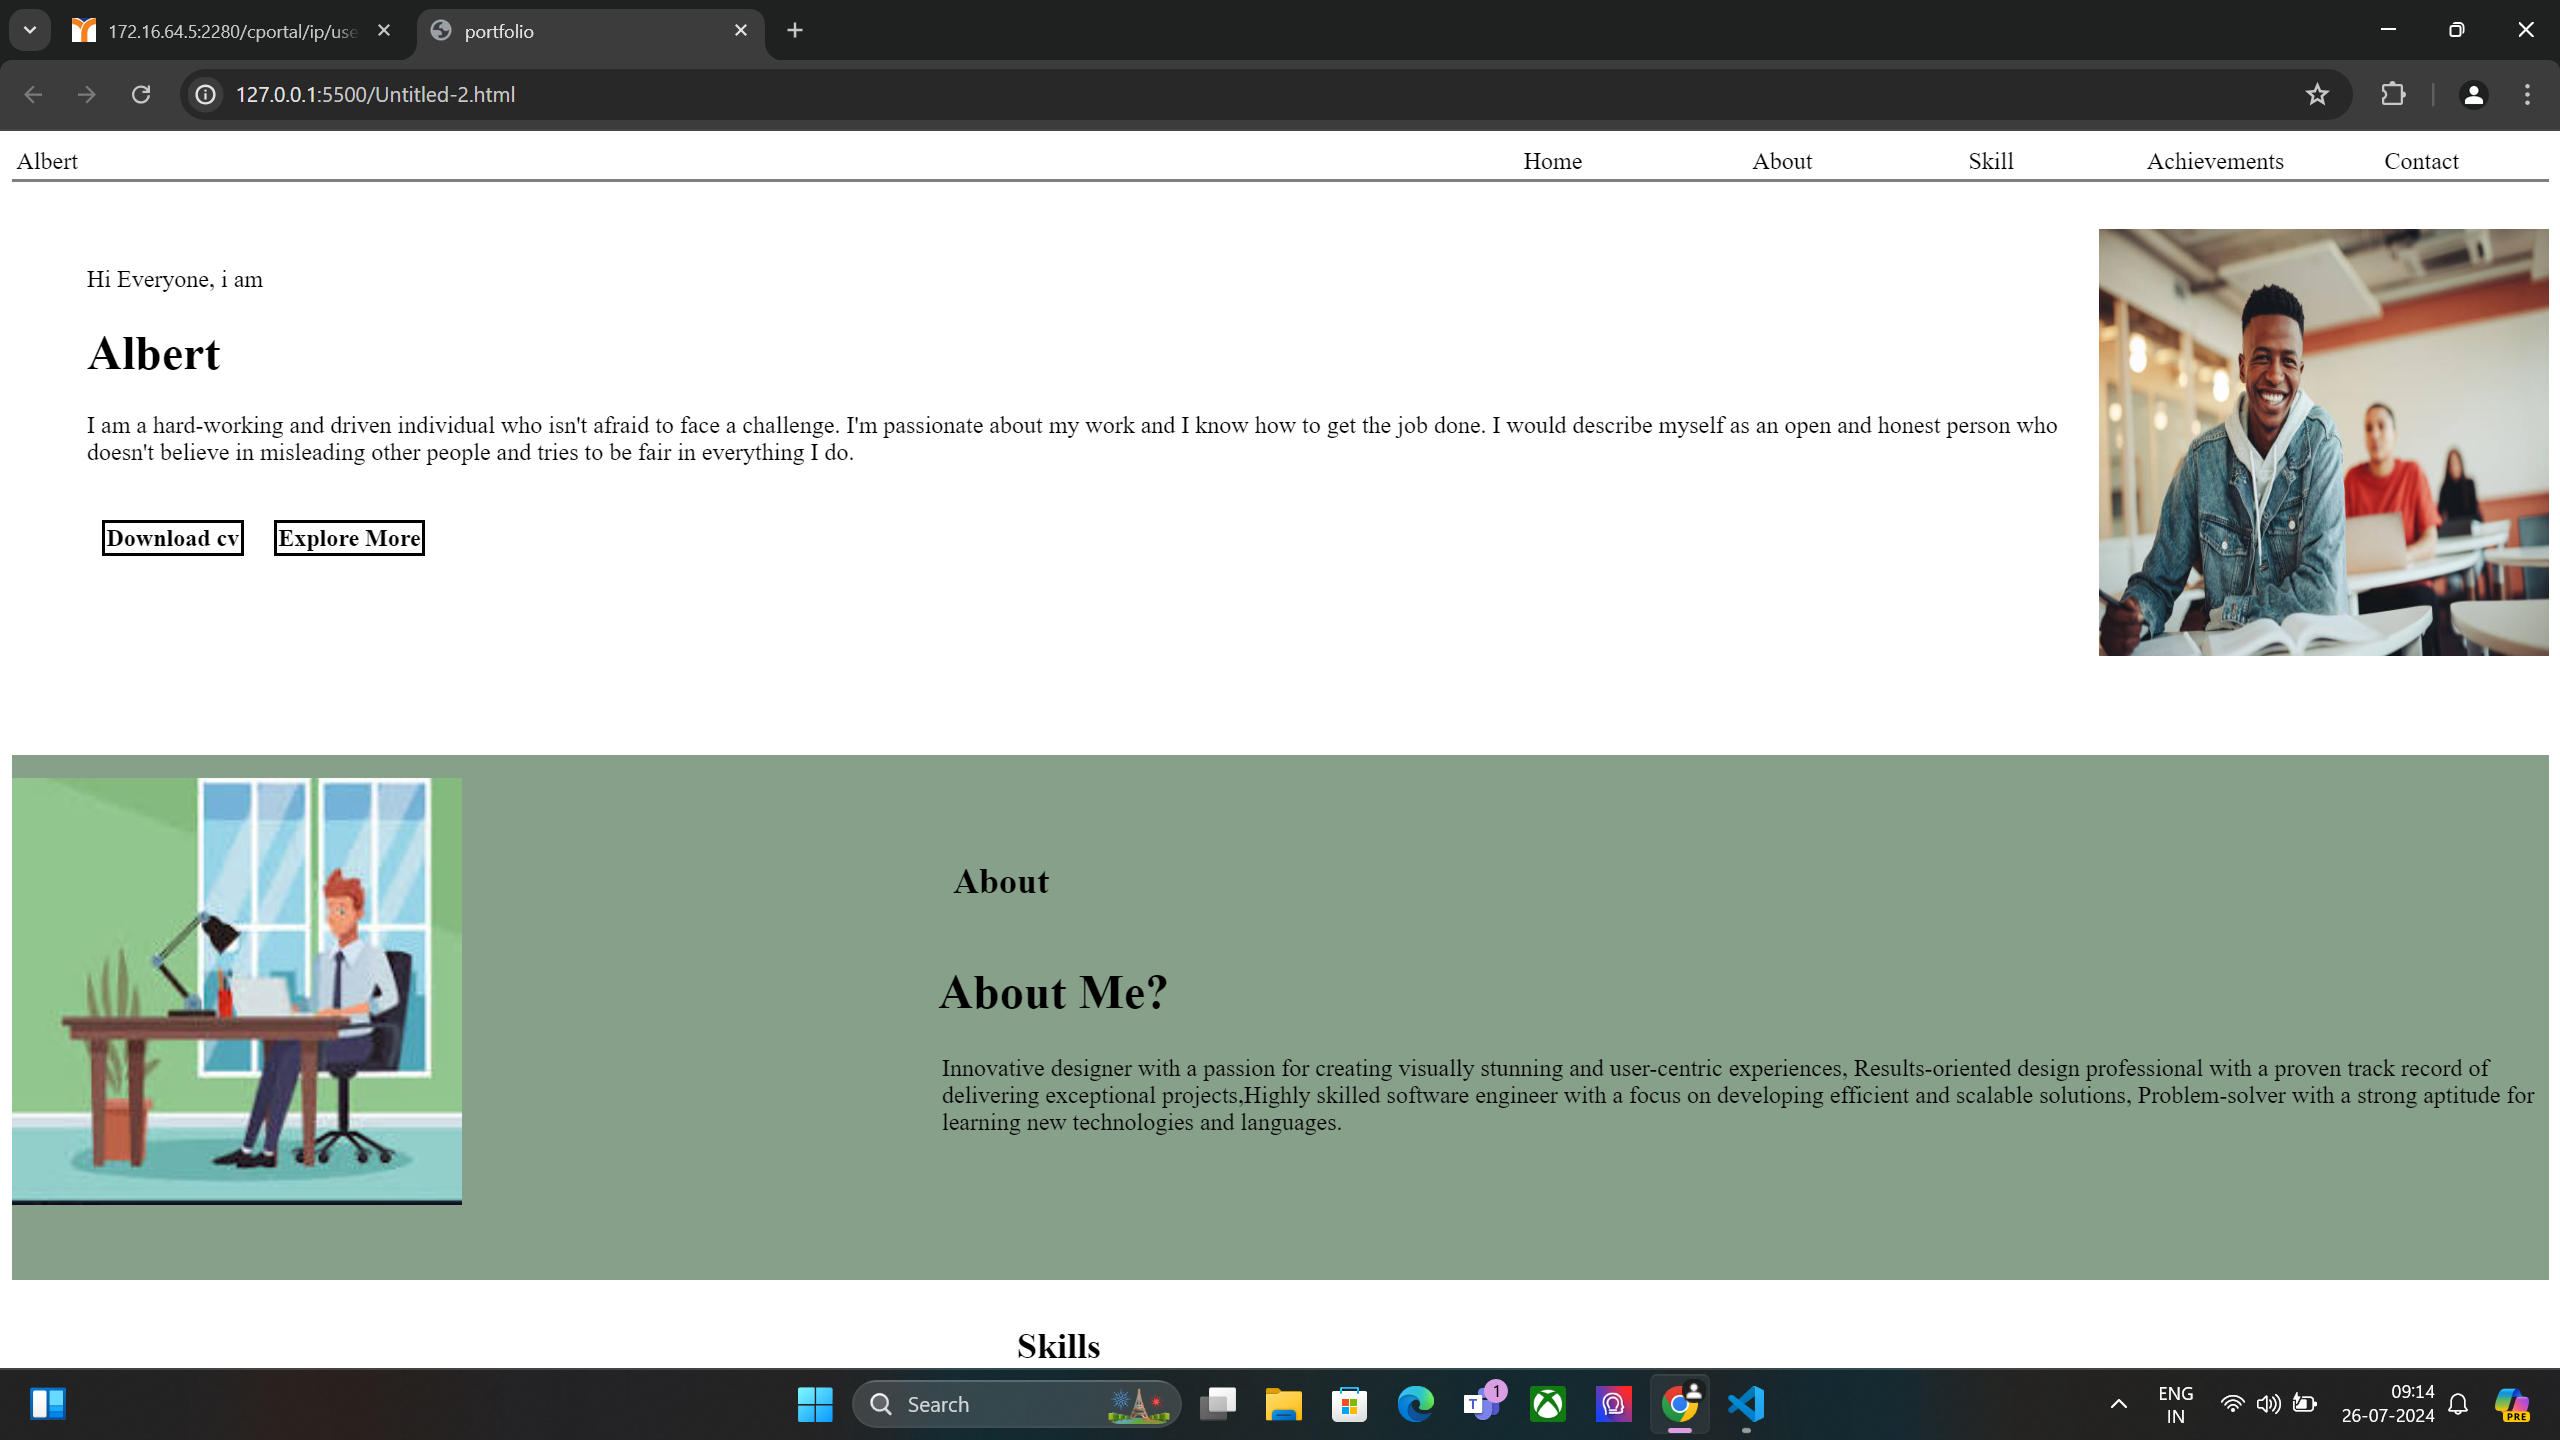 172.16.64.5:2280/cportal/ip/use
portfolio
127.0.0.1:5500/Untitled-2.html
Albert
Home
About
Skill
Achievements
Contact
Hi Everyone, i am
Albert
I am a hard-working and driven individual who isn't afraid to face a challenge. I'm passionate about my work and I know how to get the job done. I would describe myself as an open and honest person who
doesn't believe in misleading other people and tries to be fair in everything I do.
Download cv
Explore More
About
About Me?
Innovative designer with a passion for creating visually stunning and user-centric experiences, Results-oriented design professional with a proven track record of
delivering exceptional projects,Highly skilled software engineer with a focus on developing efficient and scalable solutions, Problem-solver with a strong aptitude for
learning new technologies and languages.
Skills
Search
T
1
ENG
IN
09:14
26-07-2024
PRE